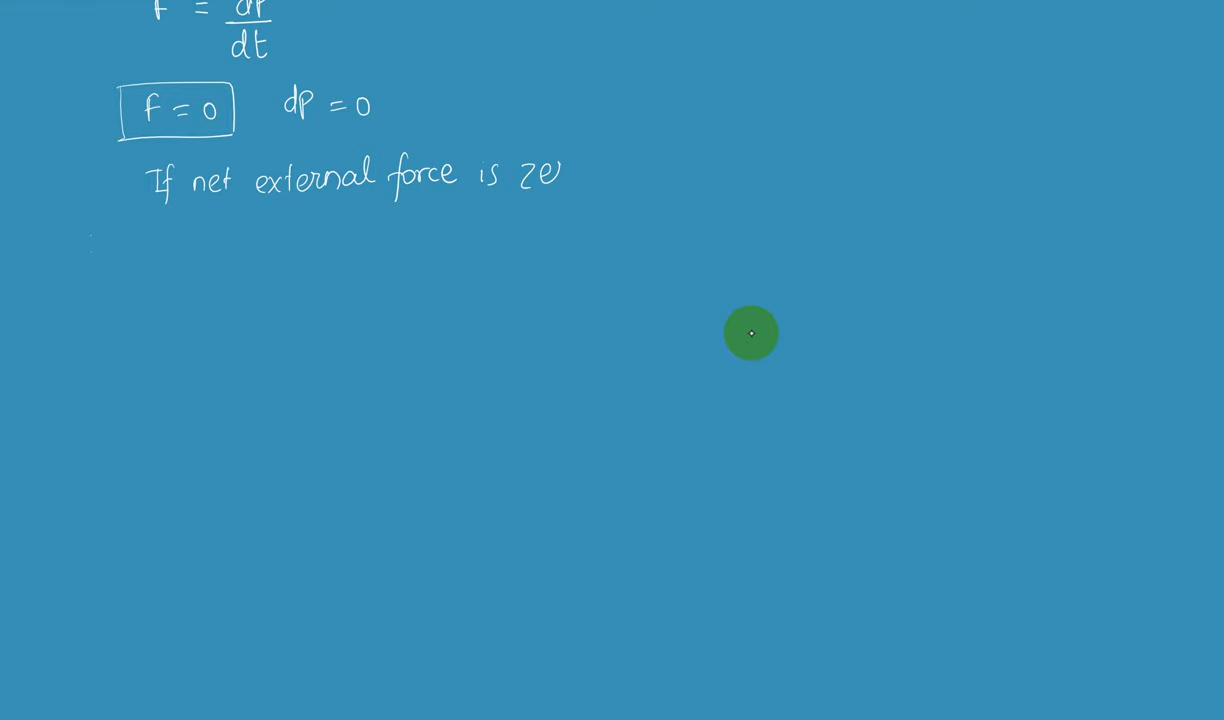 F = dP/dt
F = 0 dP = 0
If net external force is ze